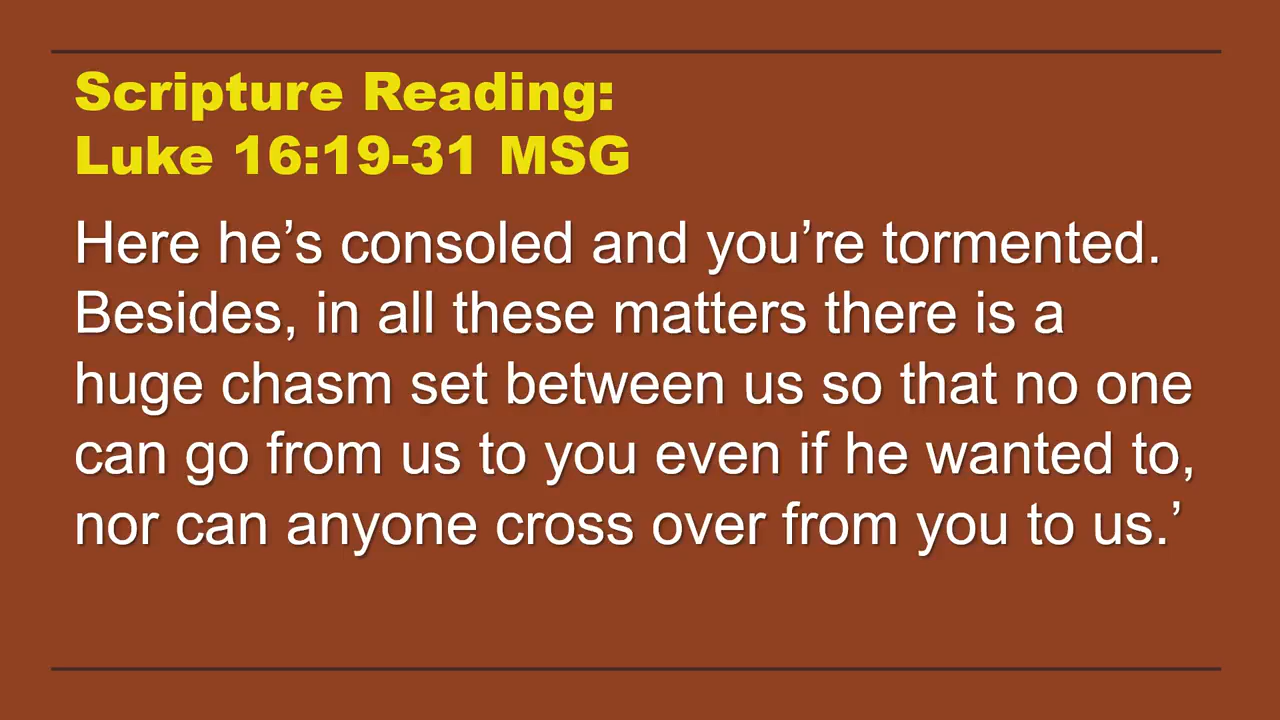 Scripture Reading:
Luke 16:19-31 MSG
Here he’s consoled and you’re tormented.
Besides, in all these matters there is a
huge chasm set between us so that no one
can go from us to you even if he wanted to,
nor can anyone cross over from you to us.’